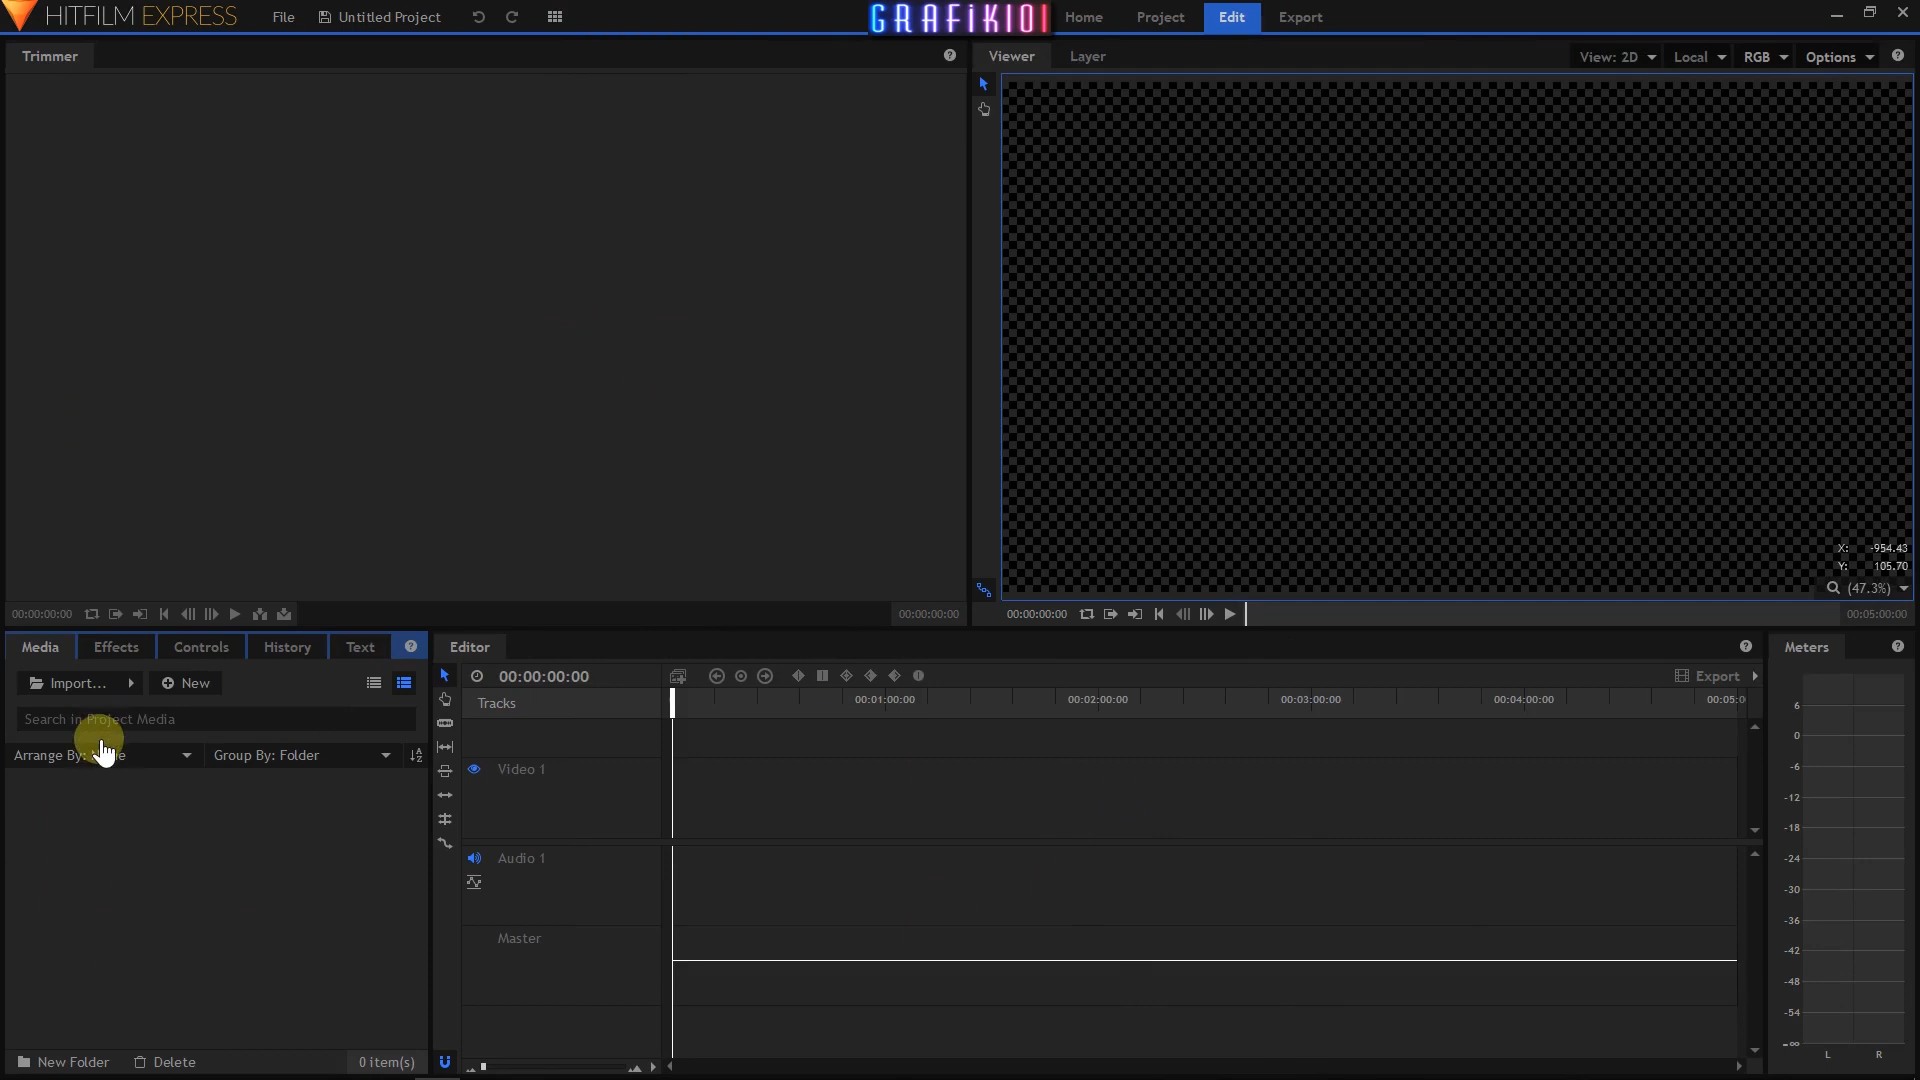 HITFILM EXPRESS
File
Untitled Project
GRAFiK101
Home
Project
Edit
Export
Trimmer
Viewer
Layer
View: 2D
Local
RGB
Options
X: -954.43
Y: 105.70
(47.3%)
00:00:00:00
00:00:00:00
00:00:00:00
00:05:00:00
Media
Effects
Controls
History
Text
Editor
Meters
Import...
New
00:00:00:00
Export
Search in Project Media
Tracks
00:01:00:00
00:02:00:00
00:03:00:00
00:04:00:00
00:05:0
Arrange By:
Group By: Folder
Video 1
Audio 1
Master
6
0
-6
-12
-18
-24
-30
-36
-42
-48
-54
-∞
L
R
New Folder
Delete
0 item(s)